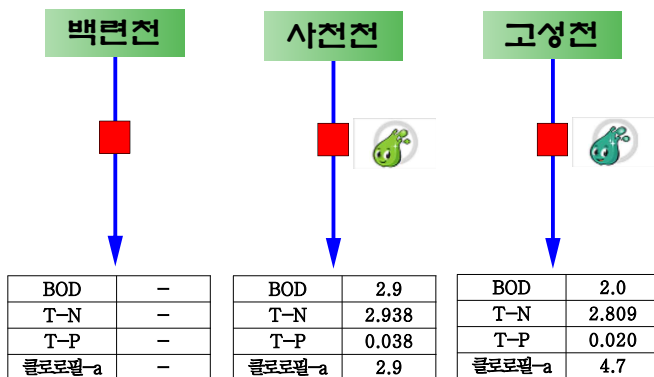 백련천 사천천 고성천
BOD − BOD 2.9 BOD 2.0
T−N − T−N 2.938 T−N 2.809
T−P − T−P 0.038 T−P 0.020
클로로필−a − 클로로필−a 2.9 클로로필−a 4.7